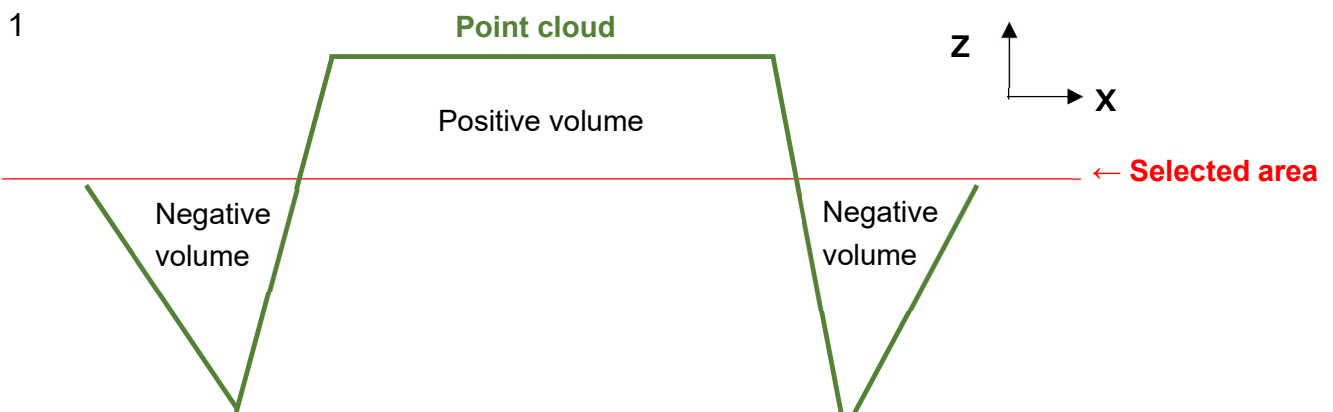 1
Point cloud
Z
X
Positive volume
← Selected area
Negative
volume
Negative
volume